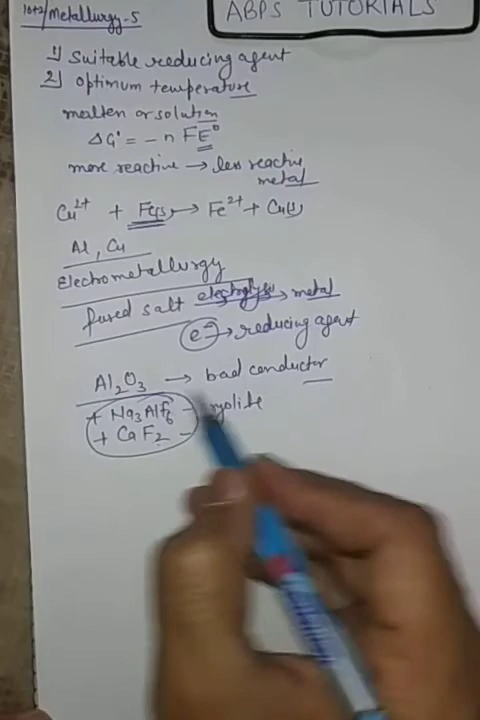 10+2/Metallurgy-5
ABPS TUTORIALS
1) Suitable reducing agent
2) optimum temperature
molten or solution
ΔG° = -nFE°
more reactive → less reactive
metal
Cu²⁺ + Fe(s) → Fe²⁺ + Cu(s)
Al, Cu
Electrometallurgy
fused salt electrolysis → metal
e⁻ → reducing agent
Al₂O₃ → bad conductor
+ Na₃AlF₆ -
+ CaF₂ -